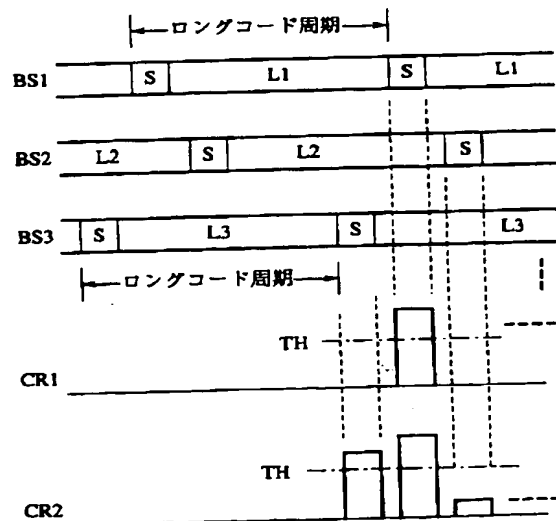 ロングコード周期
BS1 S L1 S L1
BS2 L2 S L2 S
BS3 S L3 S L3
ロングコード周期
TH
CR1
TH
CR2